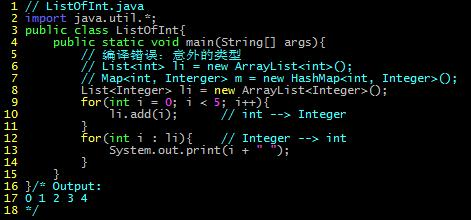 1 // ListOfInt.java
2 import java.util.*;
3 public class ListOfInt{
4     public static void main(String[] args){
5         // 编译错误：意外的类型
6         // List<int> li = new ArrayList<int>();
7         // Map<int, Interger> m = new HashMap<int, Integer>();
8         List<Integer> li = new ArrayList<Integer>();
9         for(int i = 0; i < 5; i++){
10             li.add(i);      // int --> Integer
11         }
12         for(int i : li){    // Integer --> int
13             System.out.print(i + " ");
14         }
15     }
16 }/* Output:
17 0 1 2 3 4
18 */